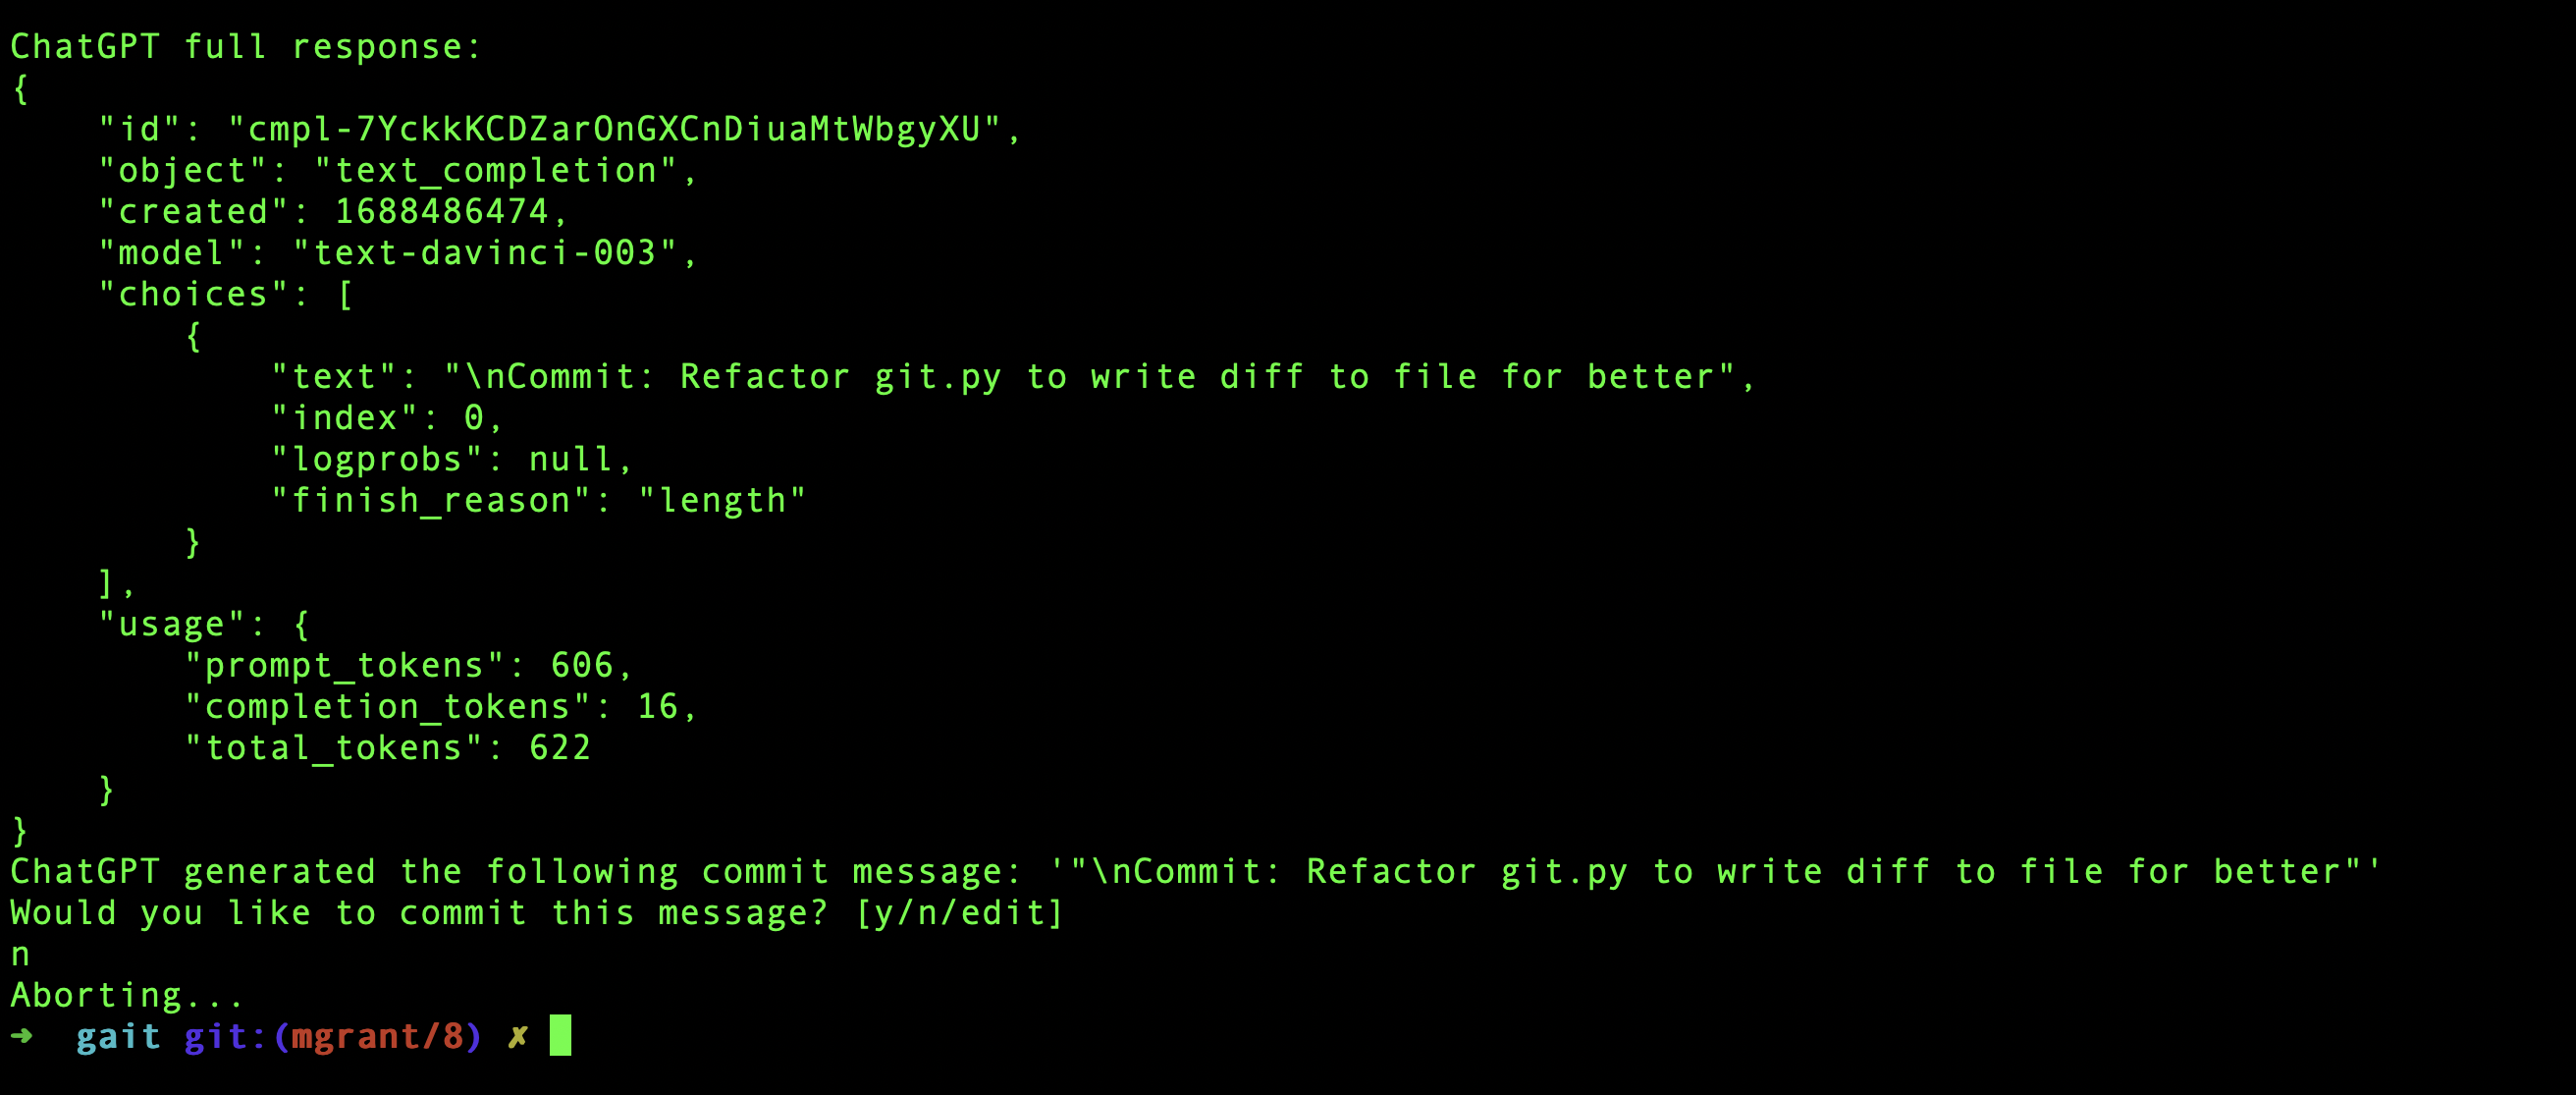 ChatGPT full response:
{
    "id": "cmpl-7YckkKCDZarOnGXCnDiuaMtWbgyXU",
    "object": "text_completion",
    "created": 1688486474,
    "model": "text-davinci-003",
    "choices": [
        {
            "text": "\nCommit: Refactor git.py to write diff to file for better",
            "index": 0,
            "logprobs": null,
            "finish_reason": "length"
        }
    ],
    "usage": {
        "prompt_tokens": 606,
        "completion_tokens": 16,
        "total_tokens": 622
    }
}
ChatGPT generated the following commit message: '"\nCommit: Refactor git.py to write diff to file for better"'
Would you like to commit this message? [y/n/edit]
n
Aborting...
➜  gait git:(mgrant/8) ✗